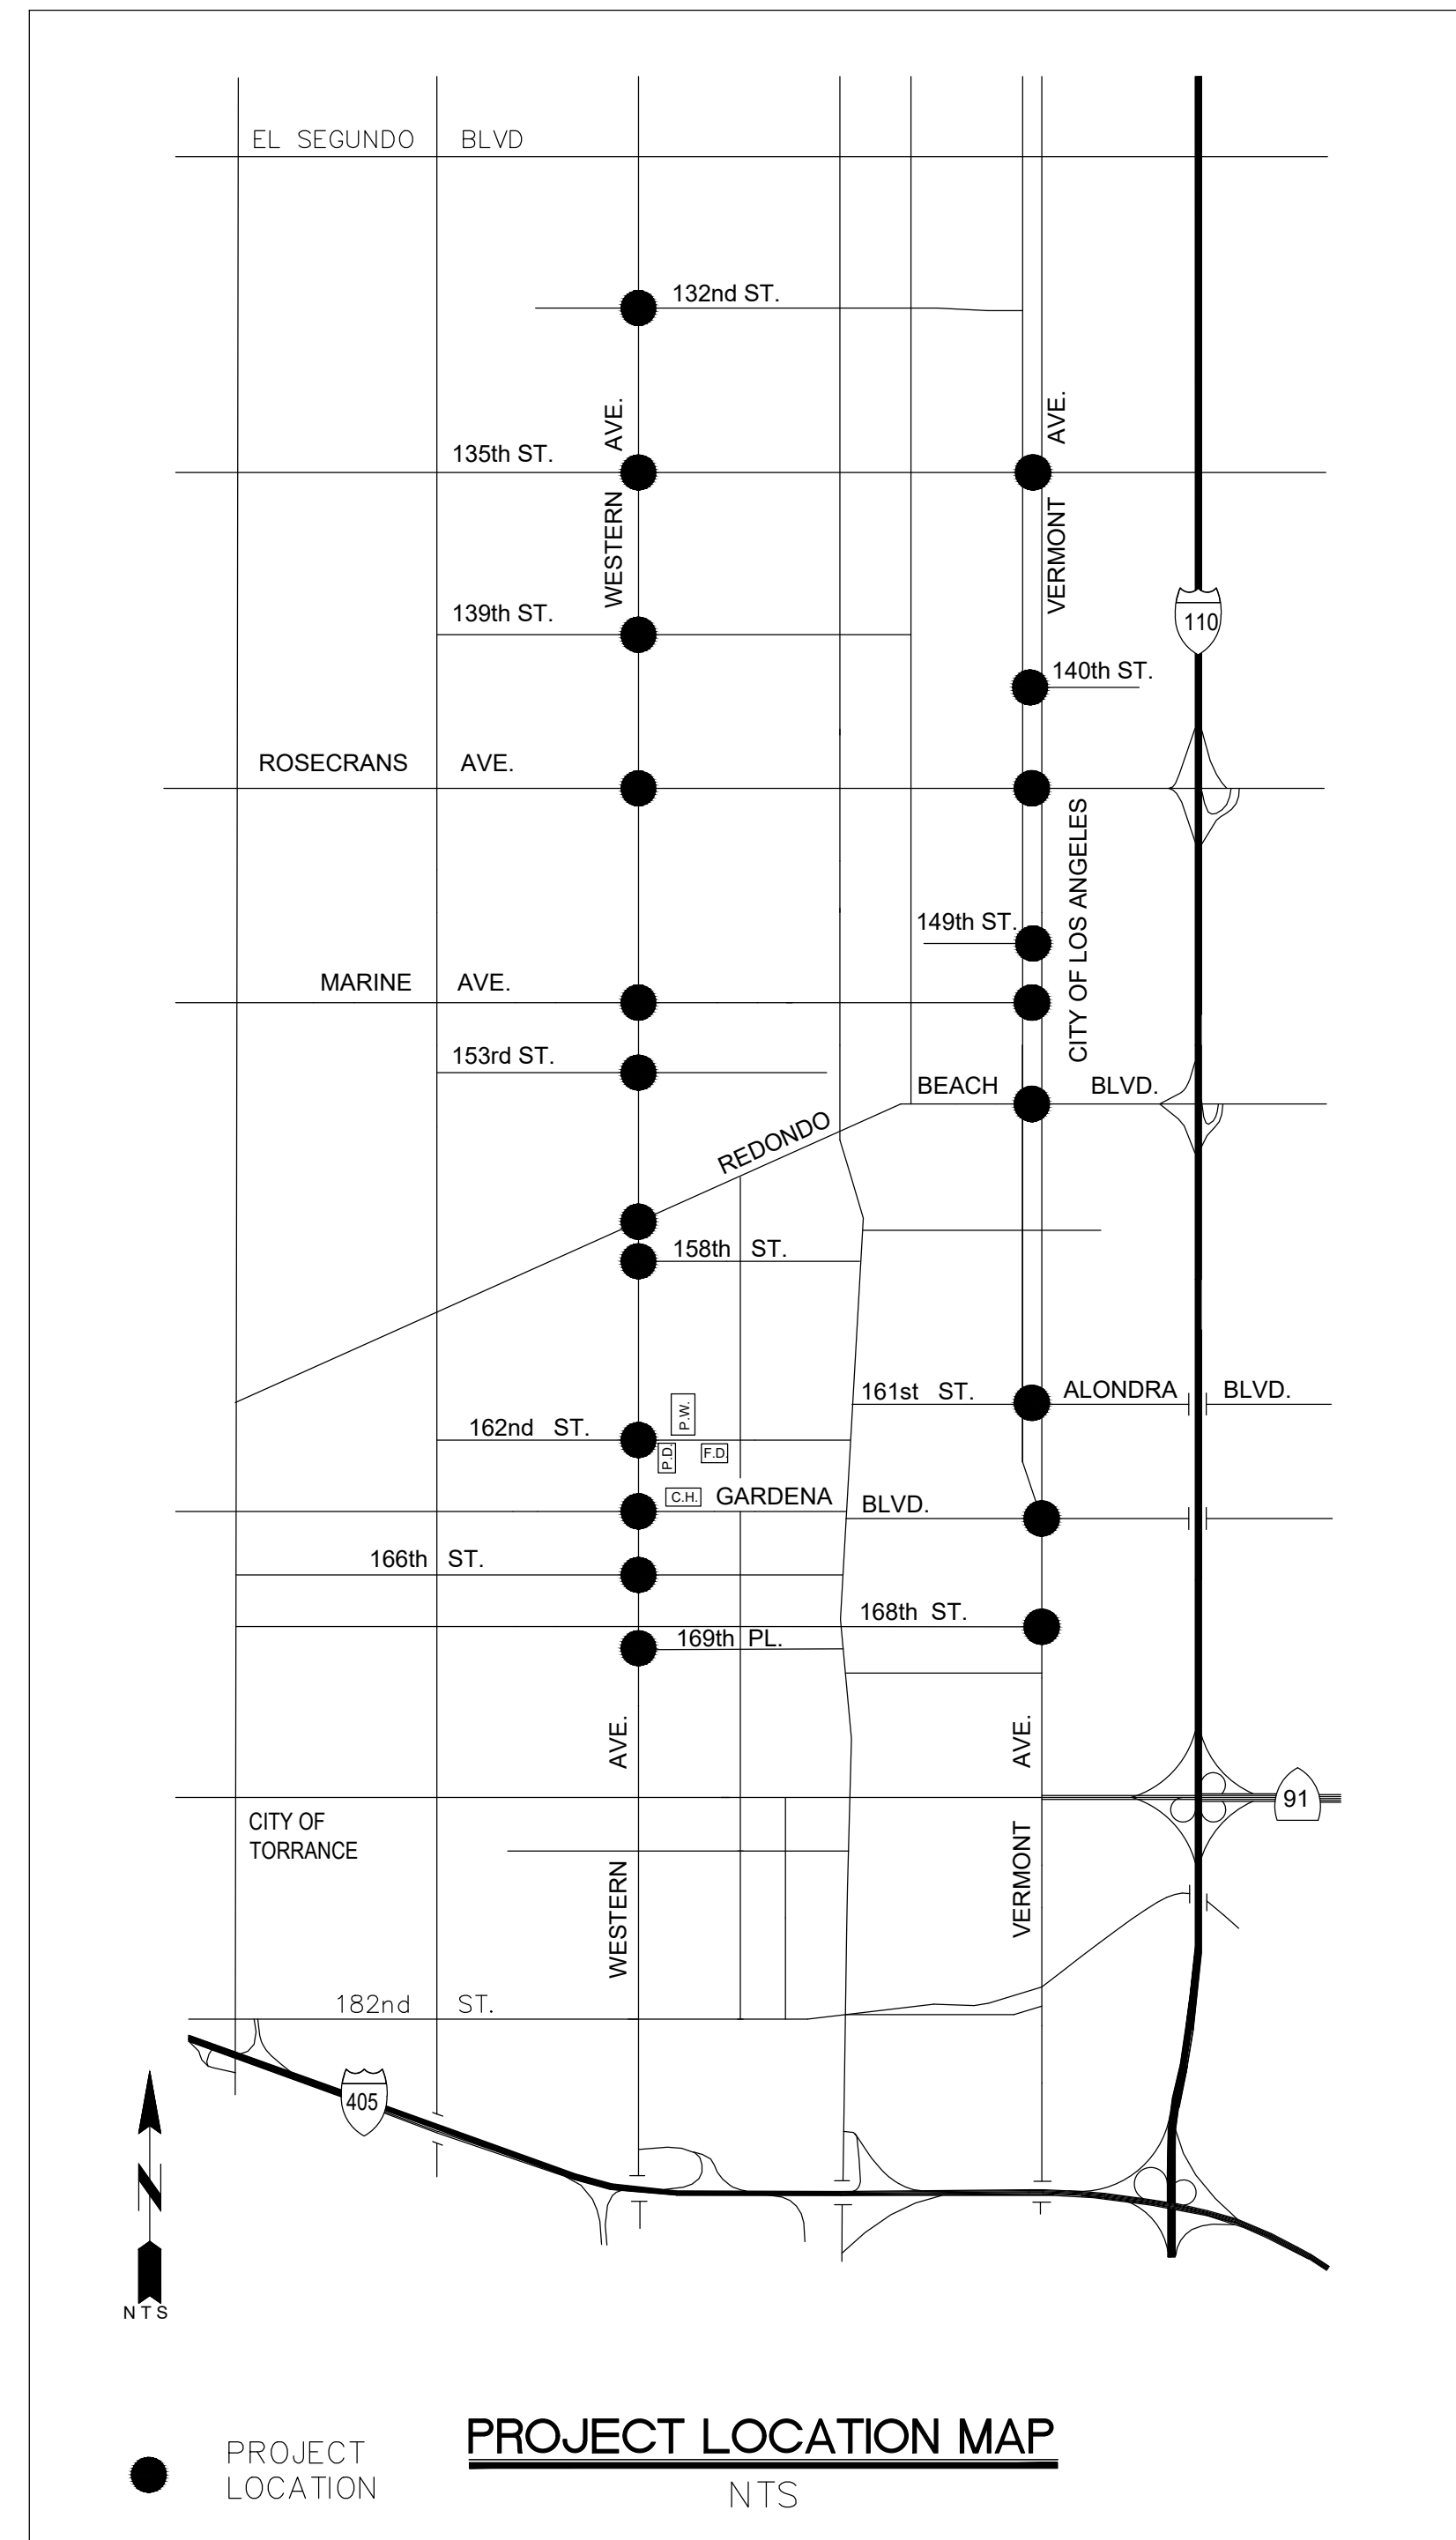 EL SEGUNDO BLVD
132nd ST.
WESTERN AVE.
VERMONT AVE.
135th ST.
139th ST.
110
140th ST.
ROSECRANS AVE.
CITY OF LOS ANGELES
149th ST.
MARINE AVE.
153rd ST.
REDONDO BEACH BLVD.
158th ST.
161st ST.
ALONDRA BLVD.
P.W.
162nd ST.
P.D.
F.D.
C.H.
GARDENA BLVD.
166th ST.
168th ST.
169th PL.
WESTERN AVE.
VERMONT AVE.
91
CITY OF
TORRANCE
182nd ST.
405
N
NTS
PROJECT LOCATION MAP
NTS
PROJECT
LOCATION